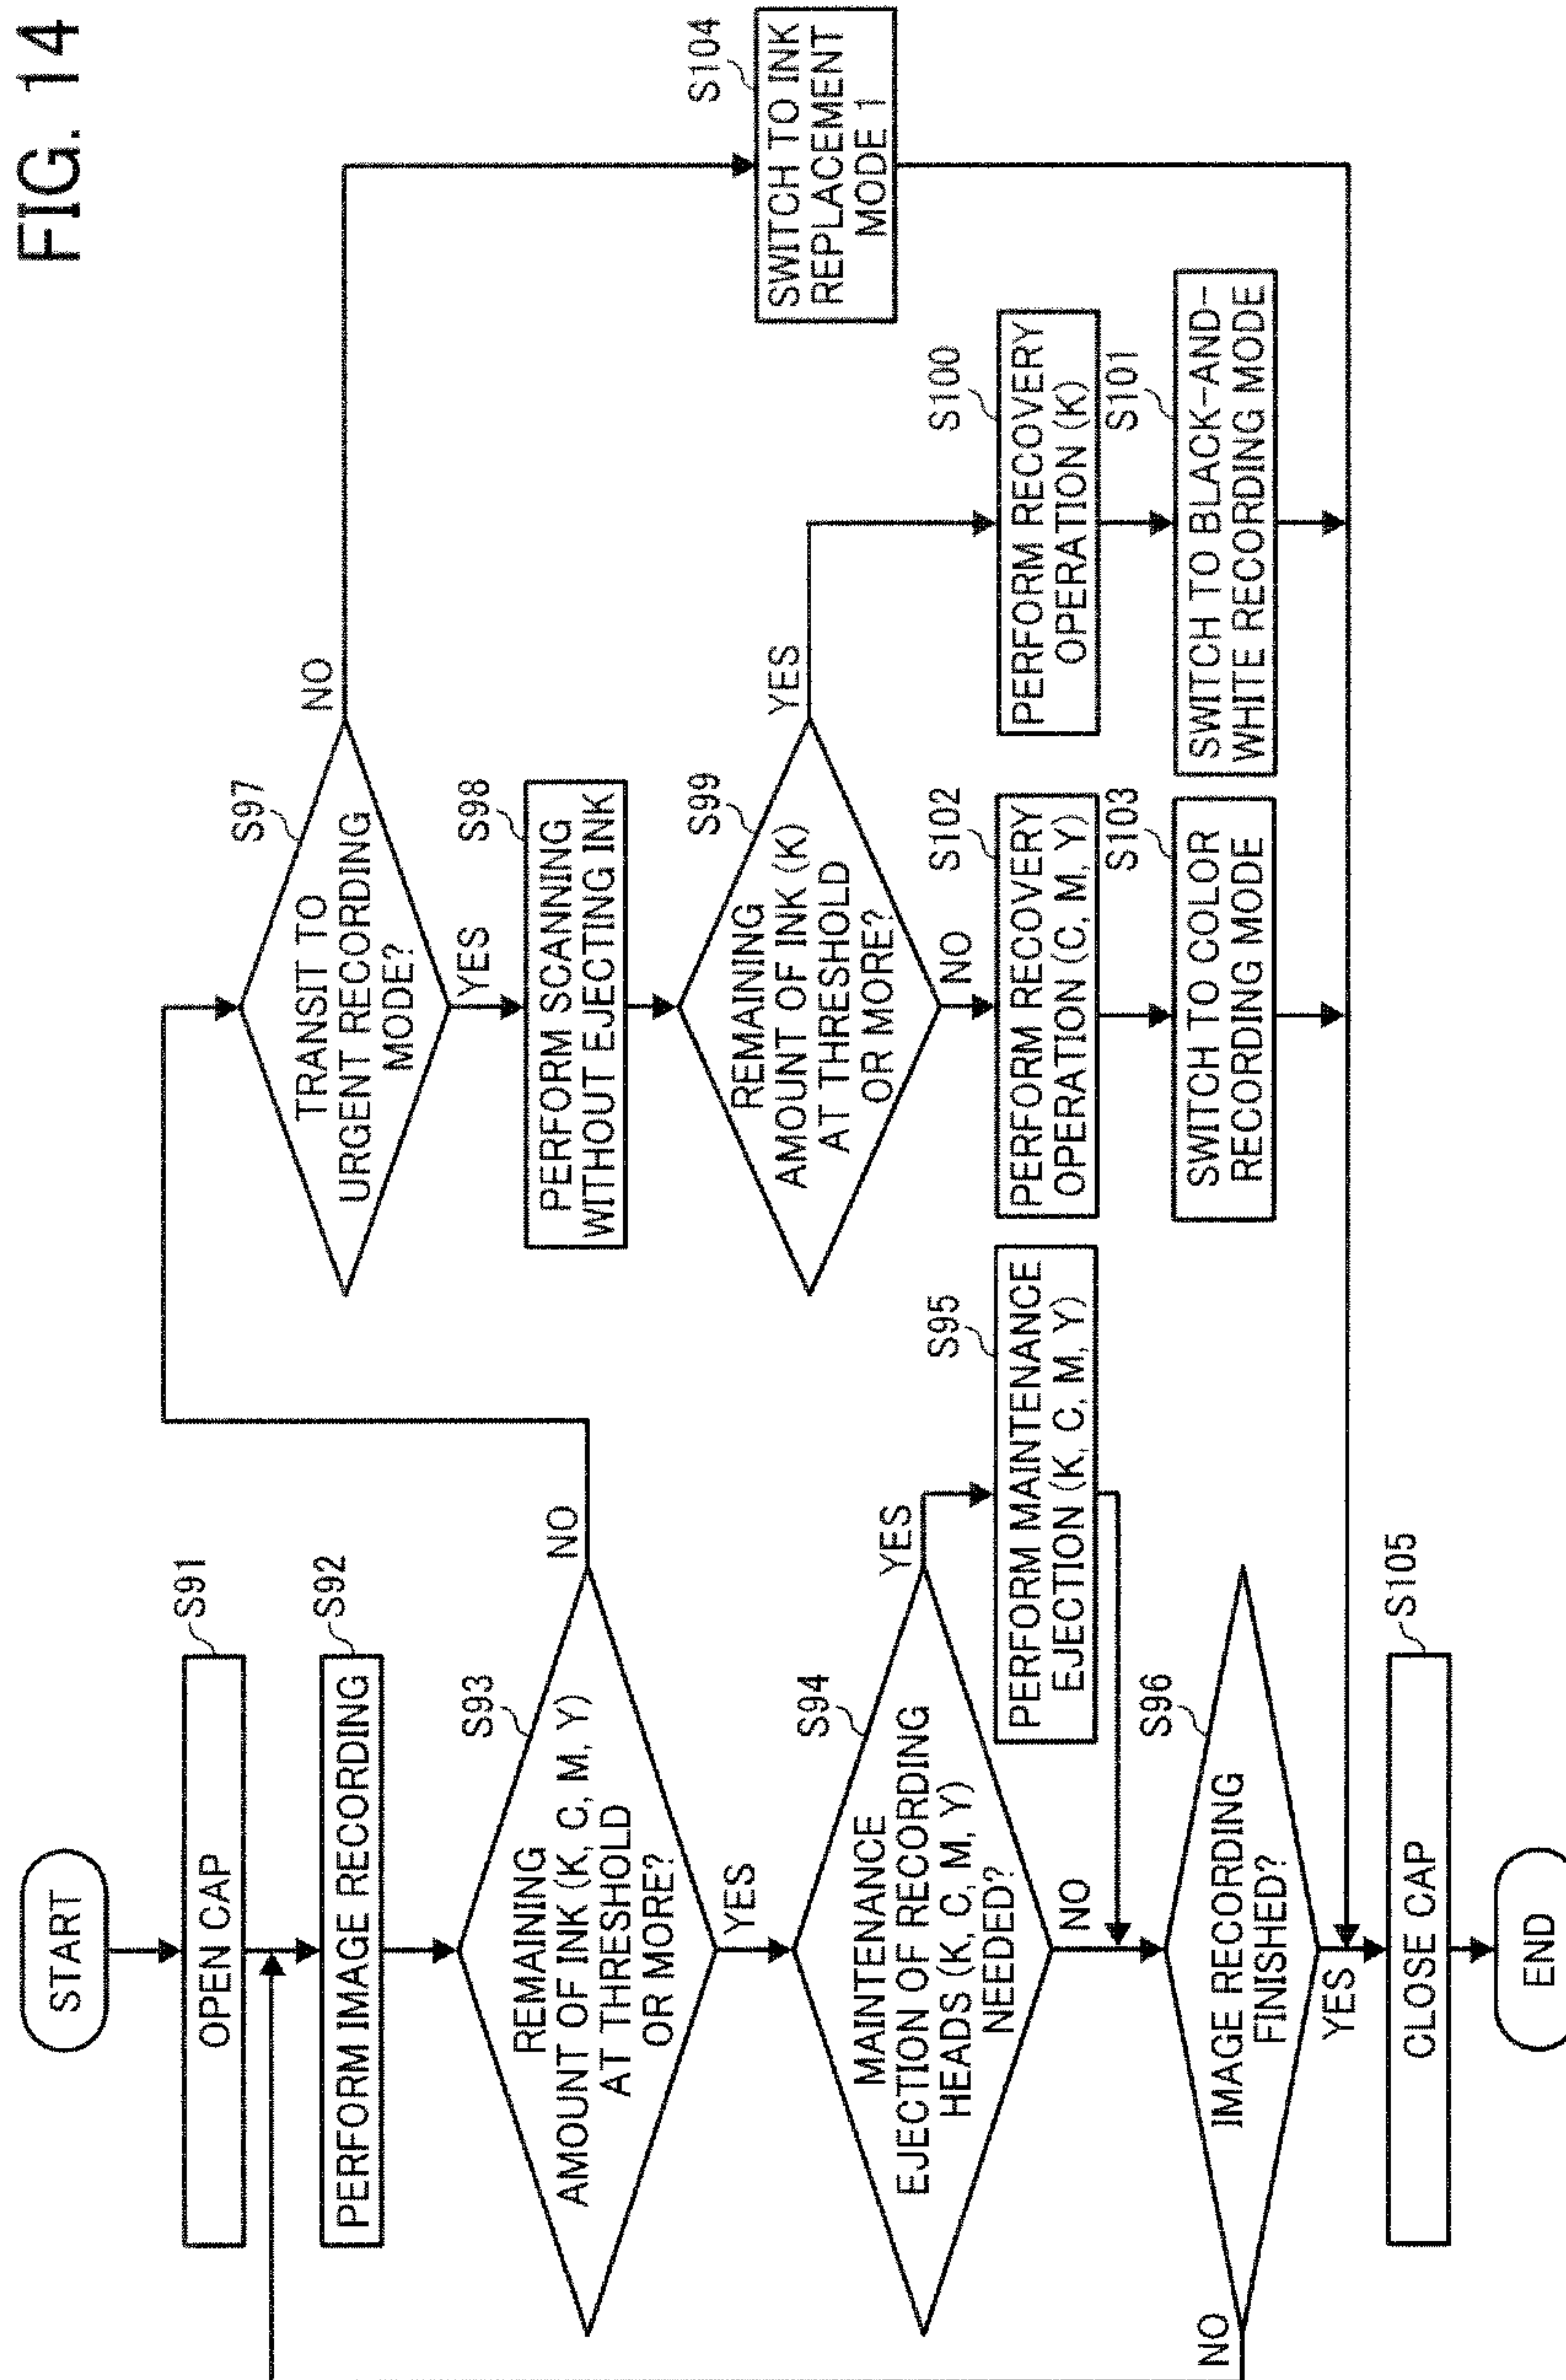 FIG. 14
START
S91
OPEN CAP
S92
PERFORM IMAGE RECORDING
S93
REMAINING
AMOUNT OF INK (K, C, M, Y)
AT THRESHOLD
OR MORE?
NO
YES
S94
MAINTENANCE
EJECTION OF RECORDING
HEADS (K, C, M, Y)
NEEDED?
YES
NO
S95
PERFORM MAINTENANCE
EJECTION (K, C, M, Y)
S96
IMAGE RECORDING
FINISHED?
NO
YES
S97
TRANSIT TO
URGENT RECORDING
MODE?
NO
YES
S98
PERFORM SCANNING
WITHOUT EJECTING INK
S99
REMAINING
AMOUNT OF INK (K)
AT THRESHOLD
OR MORE?
YES
NO
S100
PERFORM RECOVERY
OPERATION (K)
S101
SWITCH TO BLACK-AND-
WHITE RECORDING MODE
S102
PERFORM RECOVERY
OPERATION (C, M, Y)
S103
SWITCH TO COLOR
RECORDING MODE
S104
SWITCH TO INK
REPLACEMENT
MODE 1
S105
CLOSE CAP
END